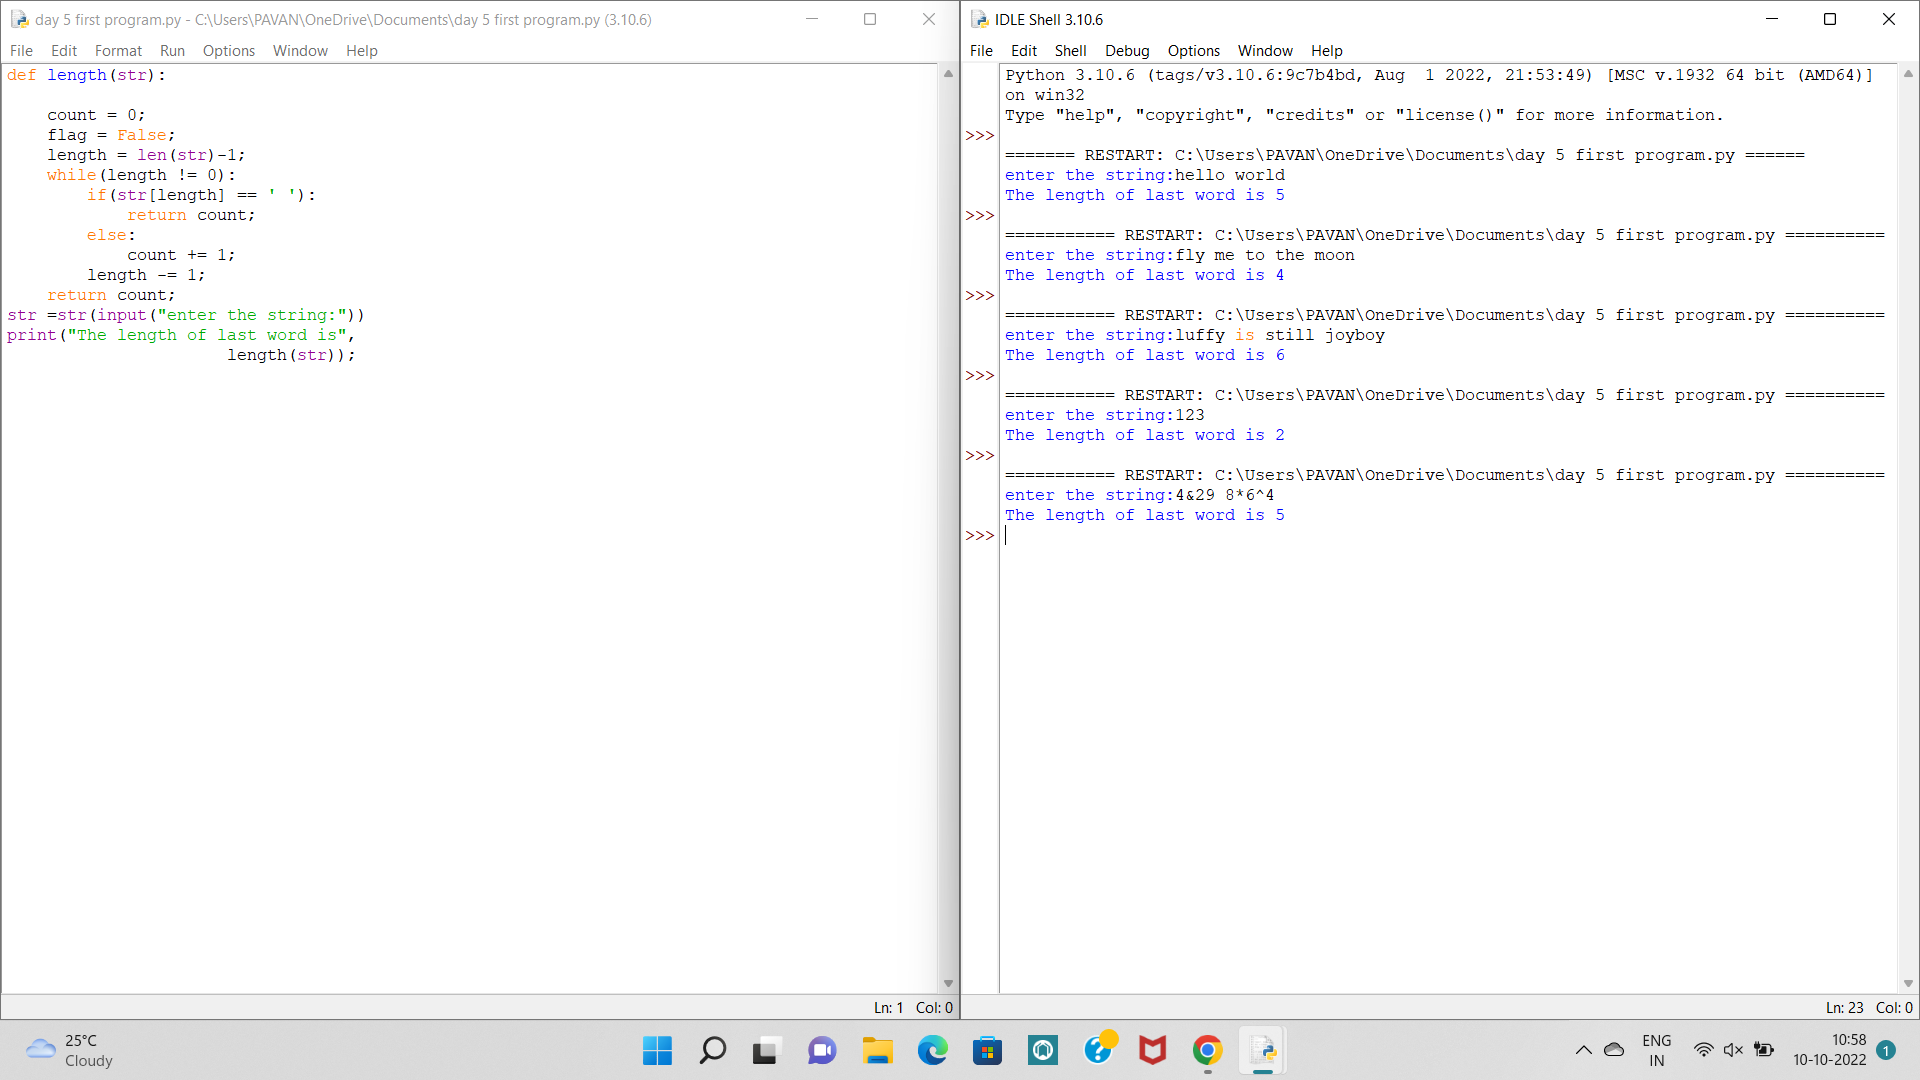 day 5 first program.py - C:\Users\PAVAN\OneDrive\Documents\day 5 first program.py (3.10.6)
File Edit Format Run Options Window Help
def length(str):
    count = 0;
    flag = False;
    length = len(str)-1;
    while(length != 0):
        if(str[length] == ' '):
            return count;
        else:
            count += 1;
        length -= 1;
    return count;
str =str(input("enter the string:"))
print("The length of last word is",
                      length(str));
Ln: 1 Col: 0
IDLE Shell 3.10.6
File Edit Shell Debug Options Window Help
Python 3.10.6 (tags/v3.10.6:9c7b4bd, Aug  1 2022, 21:53:49) [MSC v.1932 64 bit (AMD64)]
on win32
Type "help", "copyright", "credits" or "license()" for more information.
>>>
======= RESTART: C:\Users\PAVAN\OneDrive\Documents\day 5 first program.py ======
enter the string:hello world
The length of last word is 5
>>>
=========== RESTART: C:\Users\PAVAN\OneDrive\Documents\day 5 first program.py ==========
enter the string:fly me to the moon
The length of last word is 4
>>>
=========== RESTART: C:\Users\PAVAN\OneDrive\Documents\day 5 first program.py ==========
enter the string:luffy is still joyboy
The length of last word is 6
>>>
=========== RESTART: C:\Users\PAVAN\OneDrive\Documents\day 5 first program.py ==========
enter the string:123
The length of last word is 2
>>>
=========== RESTART: C:\Users\PAVAN\OneDrive\Documents\day 5 first program.py ==========
enter the string:4&29 8*6^4
The length of last word is 5
>>>
Ln: 23 Col: 0
25°C
Cloudy
ENG
IN
10:58
10-10-2022
1